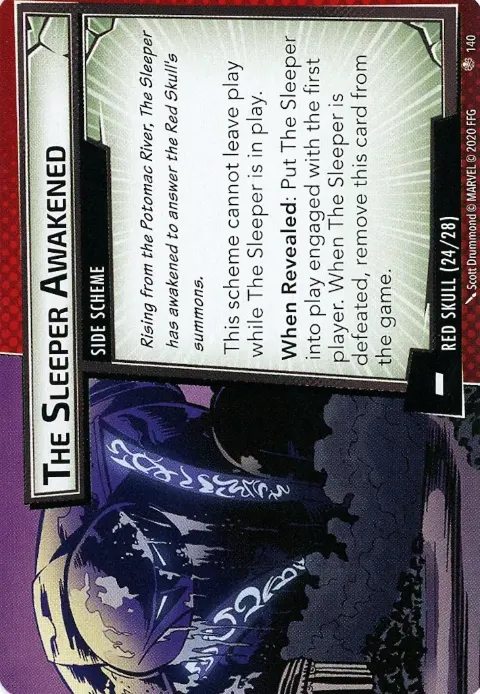 THE SLEEPER AWAKENED
SIDE SCHEME
Rising from the Potomac River, The Sleeper
has awakened to answer the Red Skull's
summons.
This scheme cannot leave play
while The Sleeper is in play.
When Revealed: Put The Sleeper
into play engaged with the first
player. When The Sleeper is
defeated, remove this card from
the game.
–
RED SKULL (24/28)
Scott Drummond © MARVEL © 2020 FFG
140